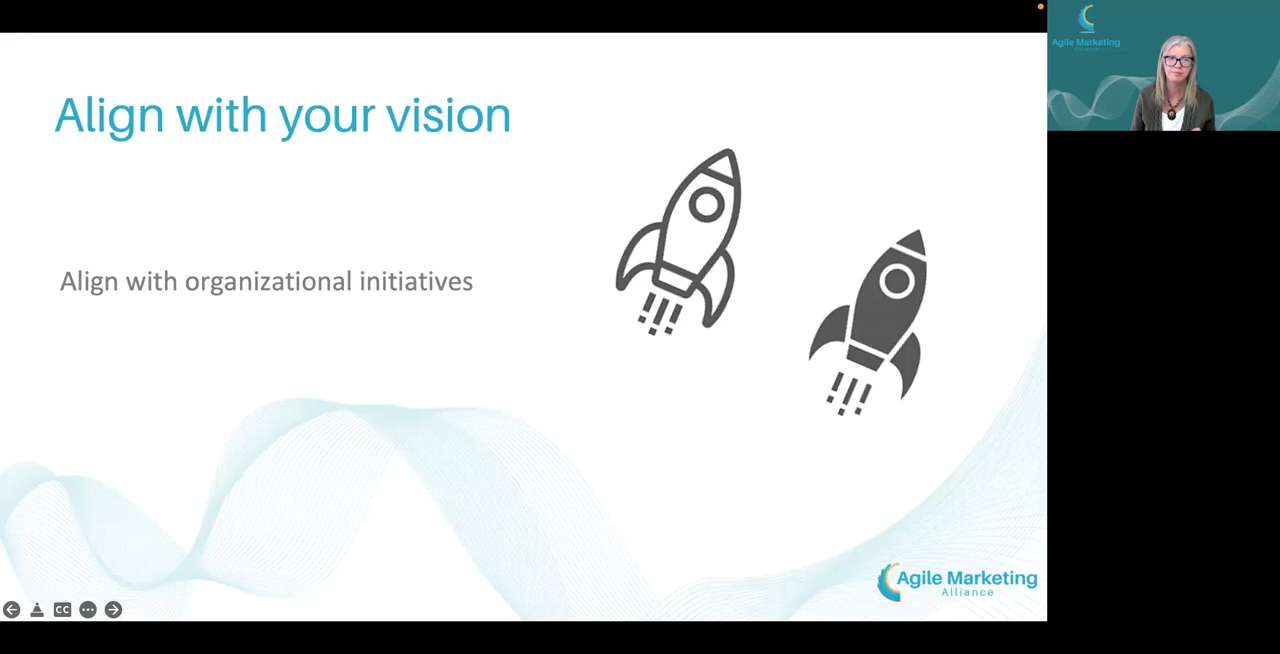 Align with your vision
Align with organizational initiatives
Agile Marketing
Alliance
CC
Agile Marketing
Alliance